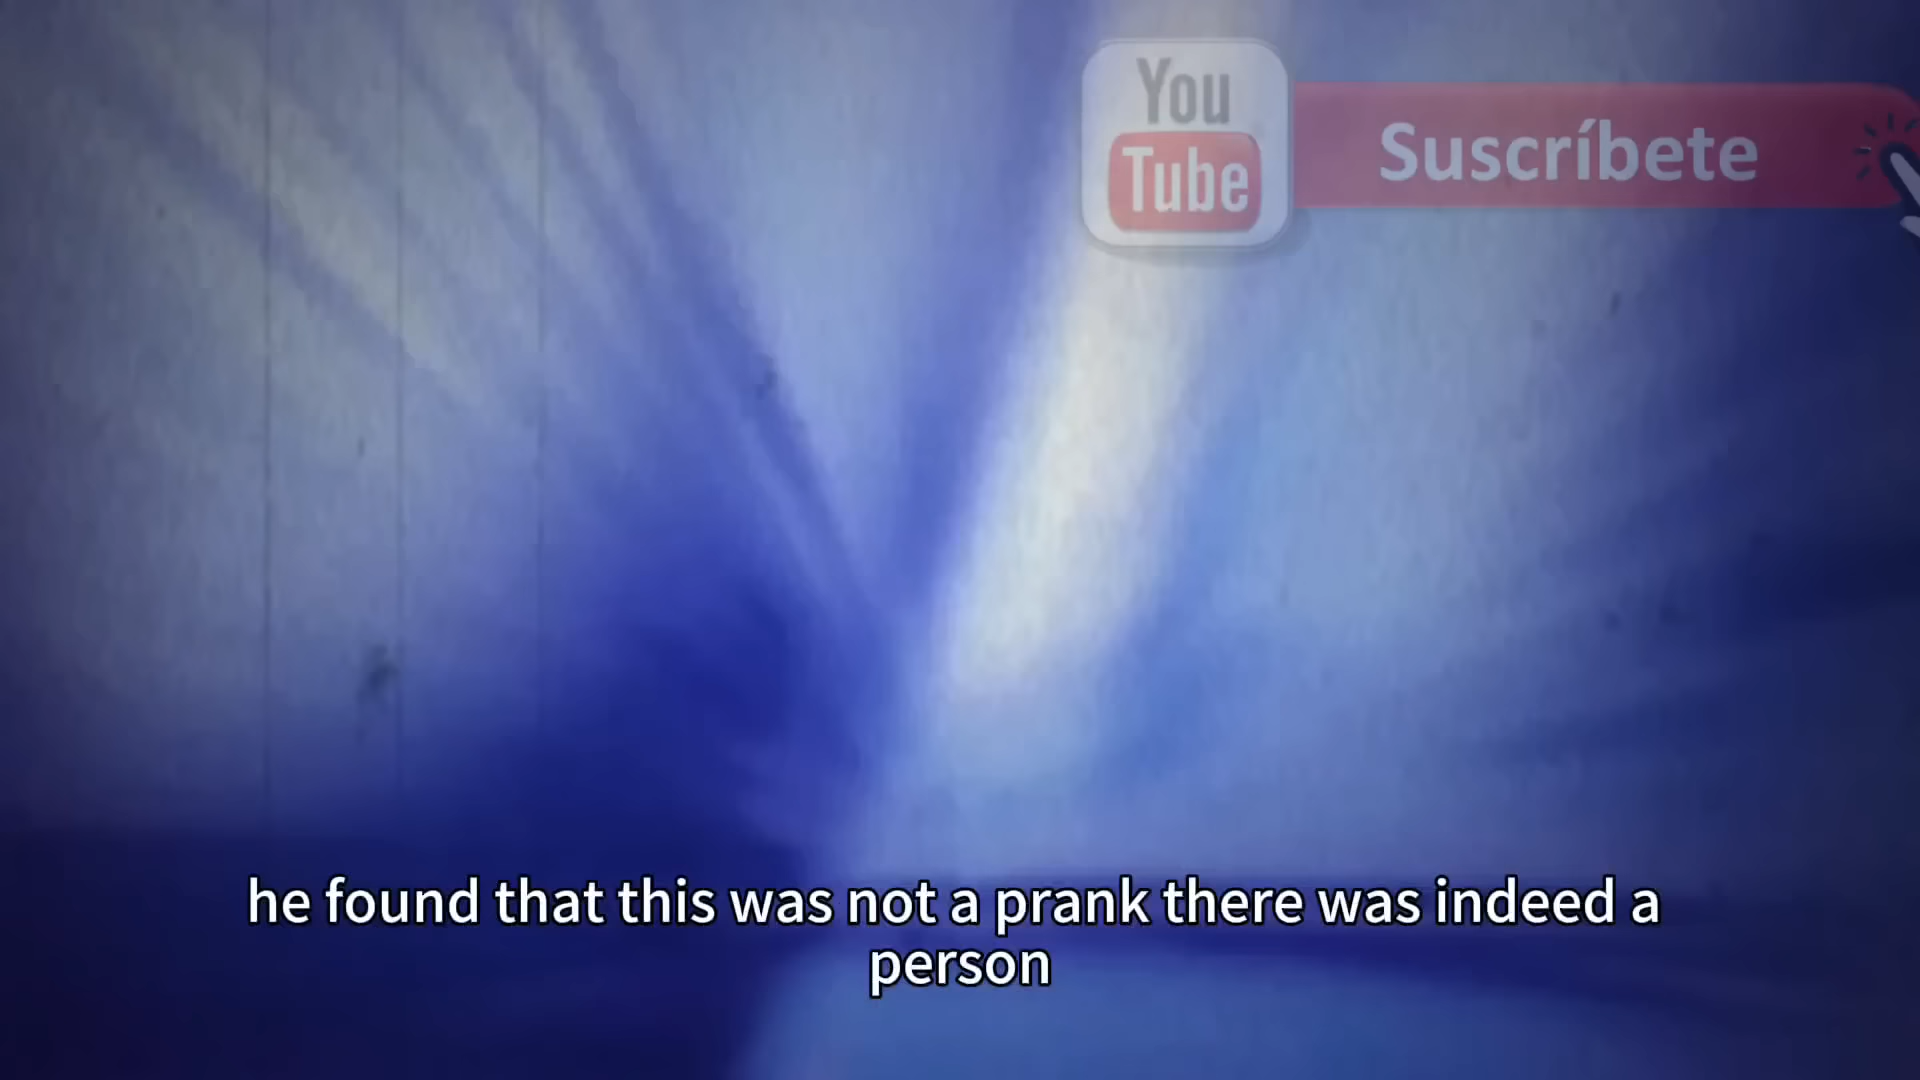 You
Tube
Suscríbete
he found that this was not a prank there was indeed a
person